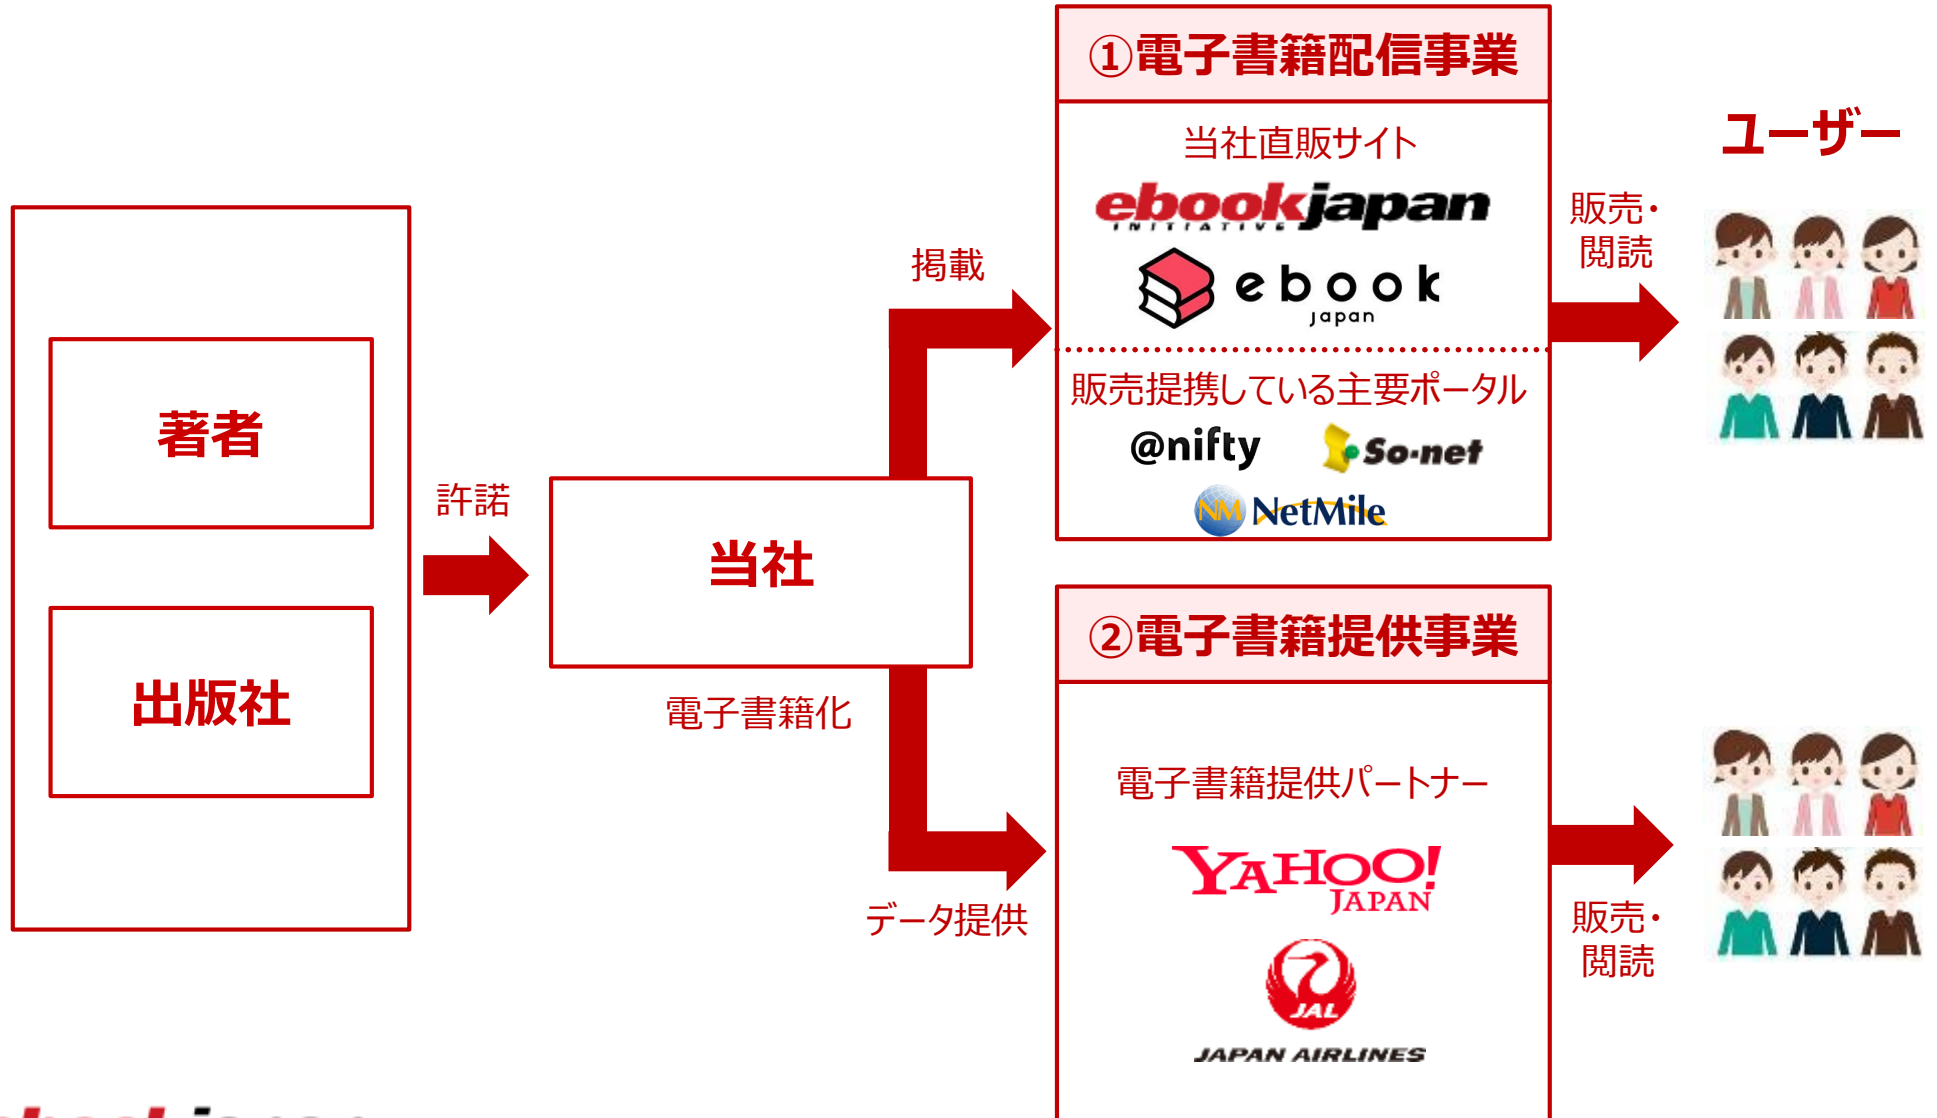 著者
出版社
許諾
当社
電子書籍化
掲載
データ提供
①電子書籍配信事業
当社直販サイト
ebookjapan
INITIATIVE
ebook
japan
販売提携している主要ポータル
@nifty
So-net
NM NetMile
販売・
閲読
ユーザー
②電子書籍提供事業
電子書籍提供パートナー
YAHOO!
JAPAN
JAL
JAPAN AIRLINES
販売・
閲読